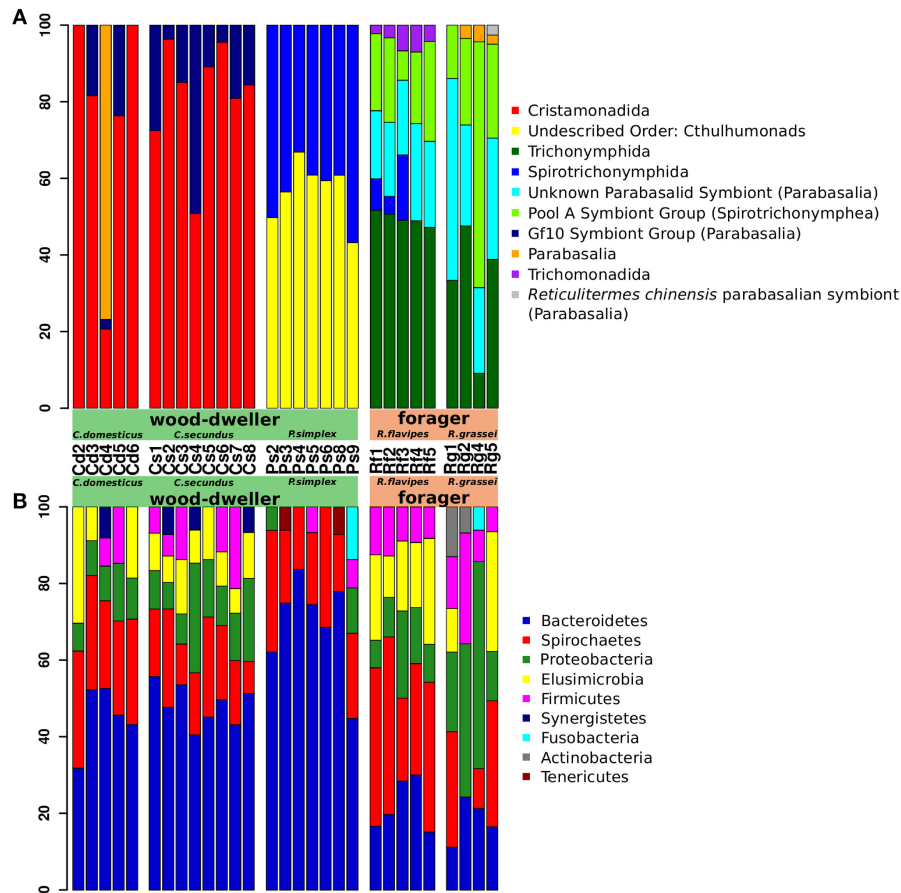 A
100
80
60
40
20
0
Cristamonadida
Undescribed Order: Cthulhumonads
Trichonymphida
Spirotrichonymphida
Unknown Parabasalid Symbiont (Parabasalia)
Pool A Symbiont Group (Spirotrichonymphea)
Gf10 Symbiont Group (Parabasalia)
Parabasalia
Trichomonadida
Reticulitermes chinensis parabasalian symbiont
(Parabasalia)
wood-dweller forager
C.domesticus C.secundus P.simplex R.flavipes R.grassei
Cd2 Cd3 Cd4 Cd5 Cd6 Cs1 Cs2 Cs3 Cs4 Cs5 Cs6 Cs7 Cs8 Ps2 Ps3 Ps4 Ps5 Ps6 Ps8 Ps9 Rf1 Rf2 Rf3 Rf4 Rf5 Rg1 Rg2 Rg4 Rg5
C.domesticus C.secundus P.simplex R.flavipes R.grassei
wood-dweller forager
B
100
80
60
40
20
0
Bacteroidetes
Spirochaetes
Proteobacteria
Elusimicrobia
Firmicutes
Synergistetes
Fusobacteria
Actinobacteria
Tenericutes